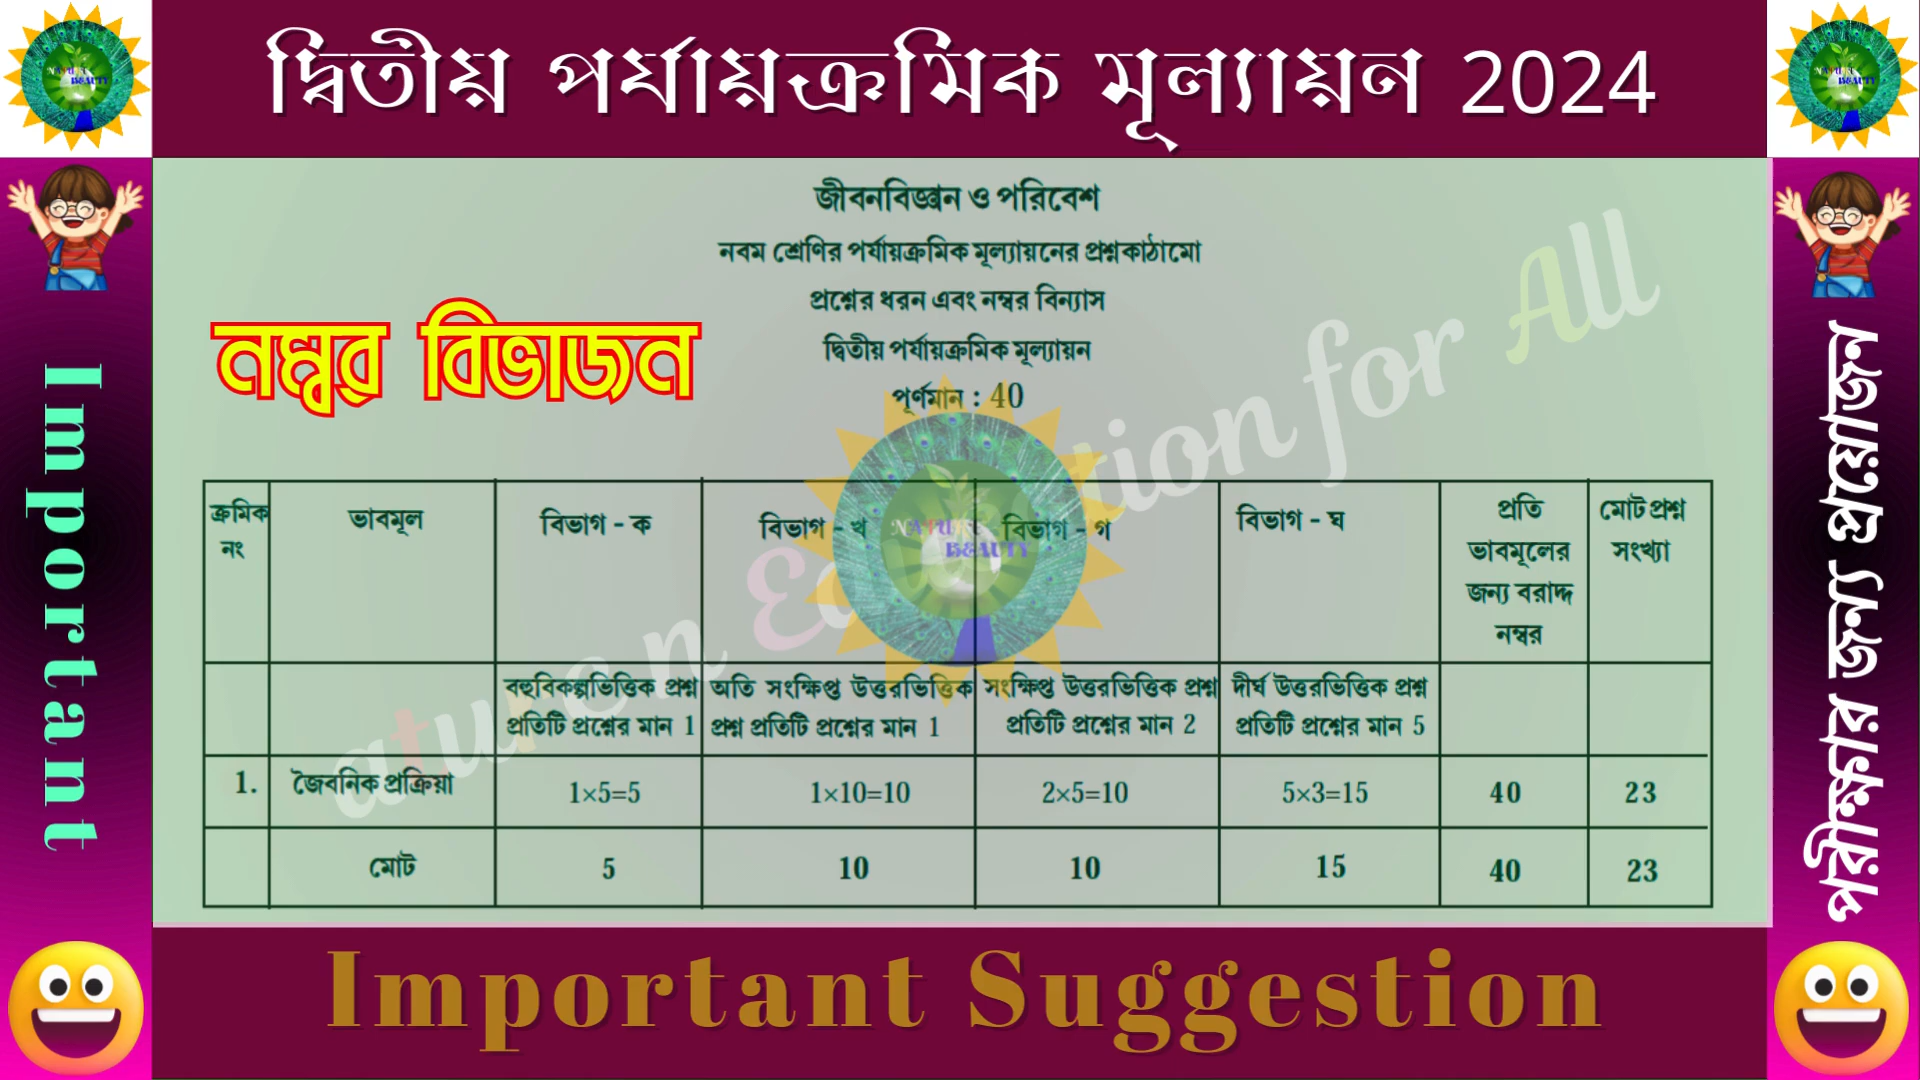 দ্বিতীয় পর্যায়ক্রমিক মূল্যায়ন 2024
জীবনবিজ্ঞান ও পরিবেশ
নবম শ্রেণির পর্যায়ক্রমিক মূল্যায়নের প্রশ্নকাঠামো
প্রশ্নের ধরন এবং নম্বর বিন্যাস
দ্বিতীয় পর্যায়ক্রমিক মূল্যায়ন
পূর্ণমান : 40
নম্বর বিভাজন
ক্রমিক নং
ভাবমূল
বিভাগ - ক
বিভাগ - খ
বিভাগ - গ
বিভাগ - ঘ
প্রতি ভাবমূলের জন্য বরাদ্দ নম্বর
মোট প্রশ্ন সংখ্যা
বহুবিকল্পভিত্তিক প্রশ্ন প্রতিটি প্রশ্নের মান 1
অতি সংক্ষিপ্ত উত্তরভিত্তিক প্রশ্ন প্রতিটি প্রশ্নের মান 1
সংক্ষিপ্ত উত্তরভিত্তিক প্রশ্ন প্রতিটি প্রশ্নের মান 2
দীর্ঘ উত্তরভিত্তিক প্রশ্ন প্রতিটি প্রশ্নের মান 5
1. জৈবনিক প্রক্রিয়া 1×5=5 1×10=10 2×5=10 5×3=15 40 23
মোট 5 10 10 15 40 23
Important
পরীক্ষার জন্য প্রয়োজন
Important Suggestion
for All
BEAUTY